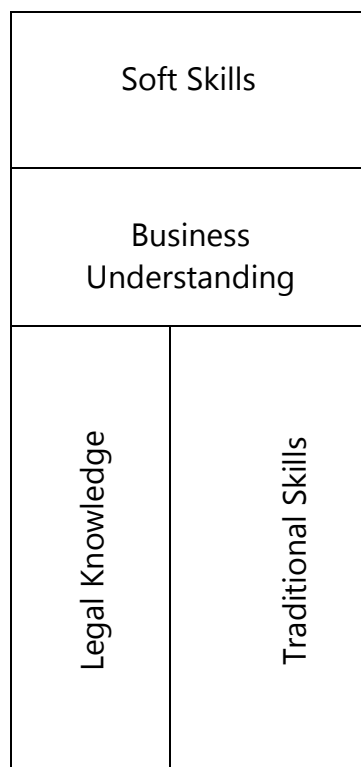 Soft Skills
Business
Understanding
Legal Knowledge
Traditional Skills